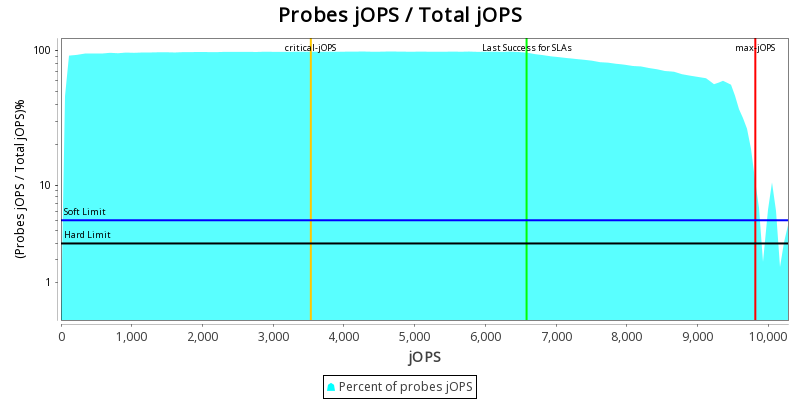 Probes jOPS / Total jOPS
critical-jOPS
Last Success for SLAs
max-jOPS
100
10
1
(Probes jOPS / Total jOPS)%
Soft Limit
Hard Limit
0
1,000
2,000
3,000
4,000
5,000
6,000
7,000
8,000
9,000
10,000
jOPS
Percent of probes jOPS